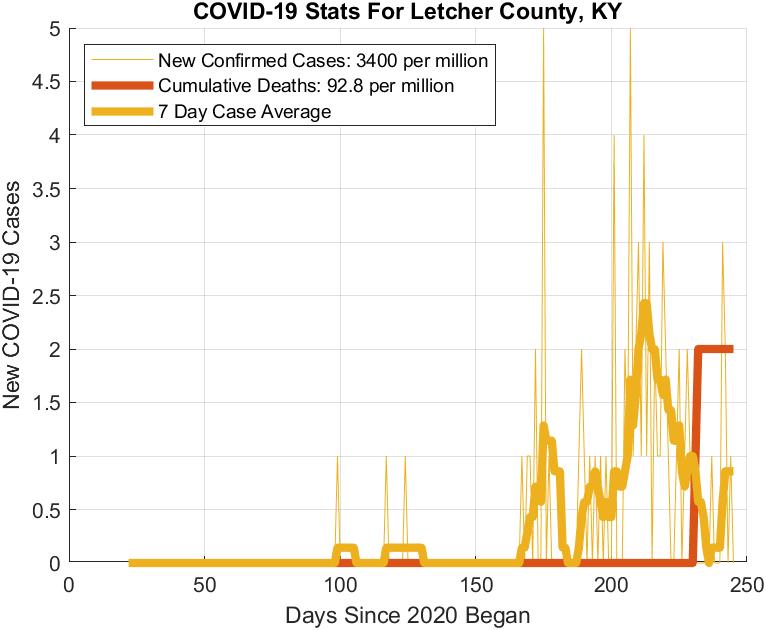 COVID-19 Stats For Letcher County, KY
New Confirmed Cases: 3400 per million
Cumulative Deaths: 92.8 per million
7 Day Case Average
New COVID-19 Cases
5
4.5
4
3.5
3
2.5
2
1.5
1
0.5
0
0 50 100 150 200 250
Days Since 2020 Began